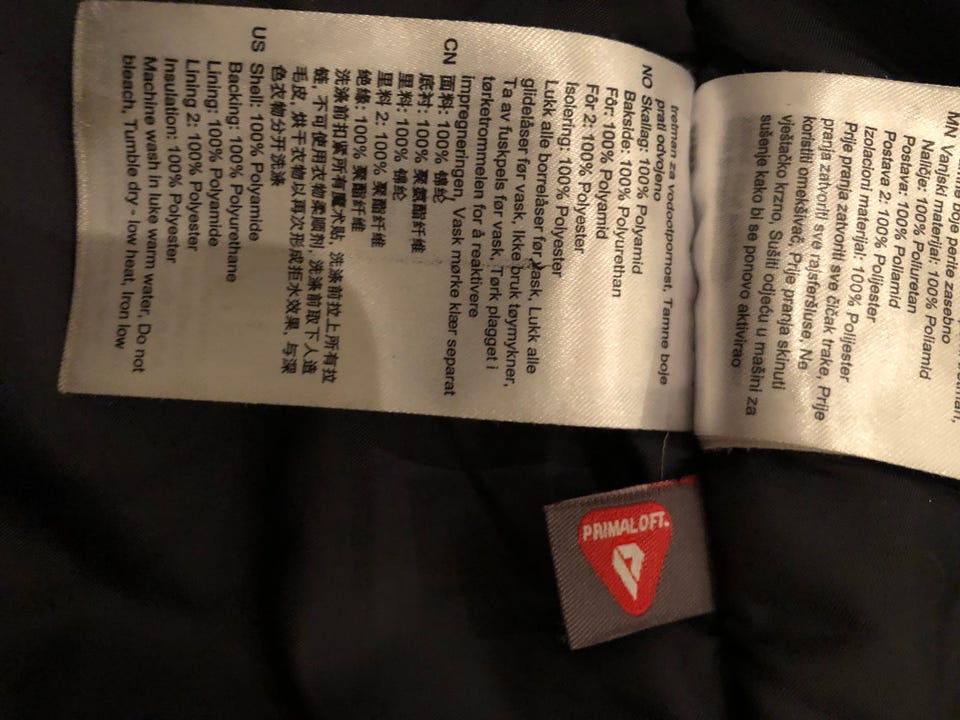 MN Vanjski materijal: 100% Poliamid
Naličje: 100% Poliuretan
Postava: 100% Poliamid
Postava 2: 100% Polijester
Izolacioni materijal: 100% Polijester
Prije pranja zatvoriti sve čičak trake, Prije
pranja zatvoriti sve rajsferšluse, Ne
koristiti omekšivač, Prije pranja skinuti
vještačko krzno, Sušiti odjeću u mašini za
sušenje kako bi se ponovo aktivirao
tretman za vodootpornost, Tamne boje
prati odvojeno
NO Skallag: 100% Polyamid
Bakside: 100% Polyurethan
Fôr: 100% Polyamid
Fôr 2: 100% Polyester
Isolering: 100% Polyester
Lukk alle borrelåser før vask, Lukk alle
glidelåser før vask, Ikke bruk tøymykner,
Ta av fuskpels før vask, Tørk plagget i
tørketrommelen for å reaktivere
impregneringen, Vask mørke klær separat
CN 面料: 100% 锦纶
底衬: 100% 聚氨酯纤维
里料: 100% 锦纶
里料 2: 100% 聚酯纤维
绝缘: 100% 聚酯纤维
洗涤前扣紧所有魔术贴, 洗涤前拉上所有拉
链, 不可使用衣物柔顺剂, 洗涤前取下人造
毛皮, 烘干衣物以再次形成拒水效果, 与深
色衣物分开洗涤
US Shell: 100% Polyamide
Backing: 100% Polyurethane
Lining: 100% Polyamide
Lining 2: 100% Polyester
Insulation: 100% Polyester
Machine wash in luke warm water, Do not
bleach, Tumble dry - low heat, Iron low
PRIMALOFT.